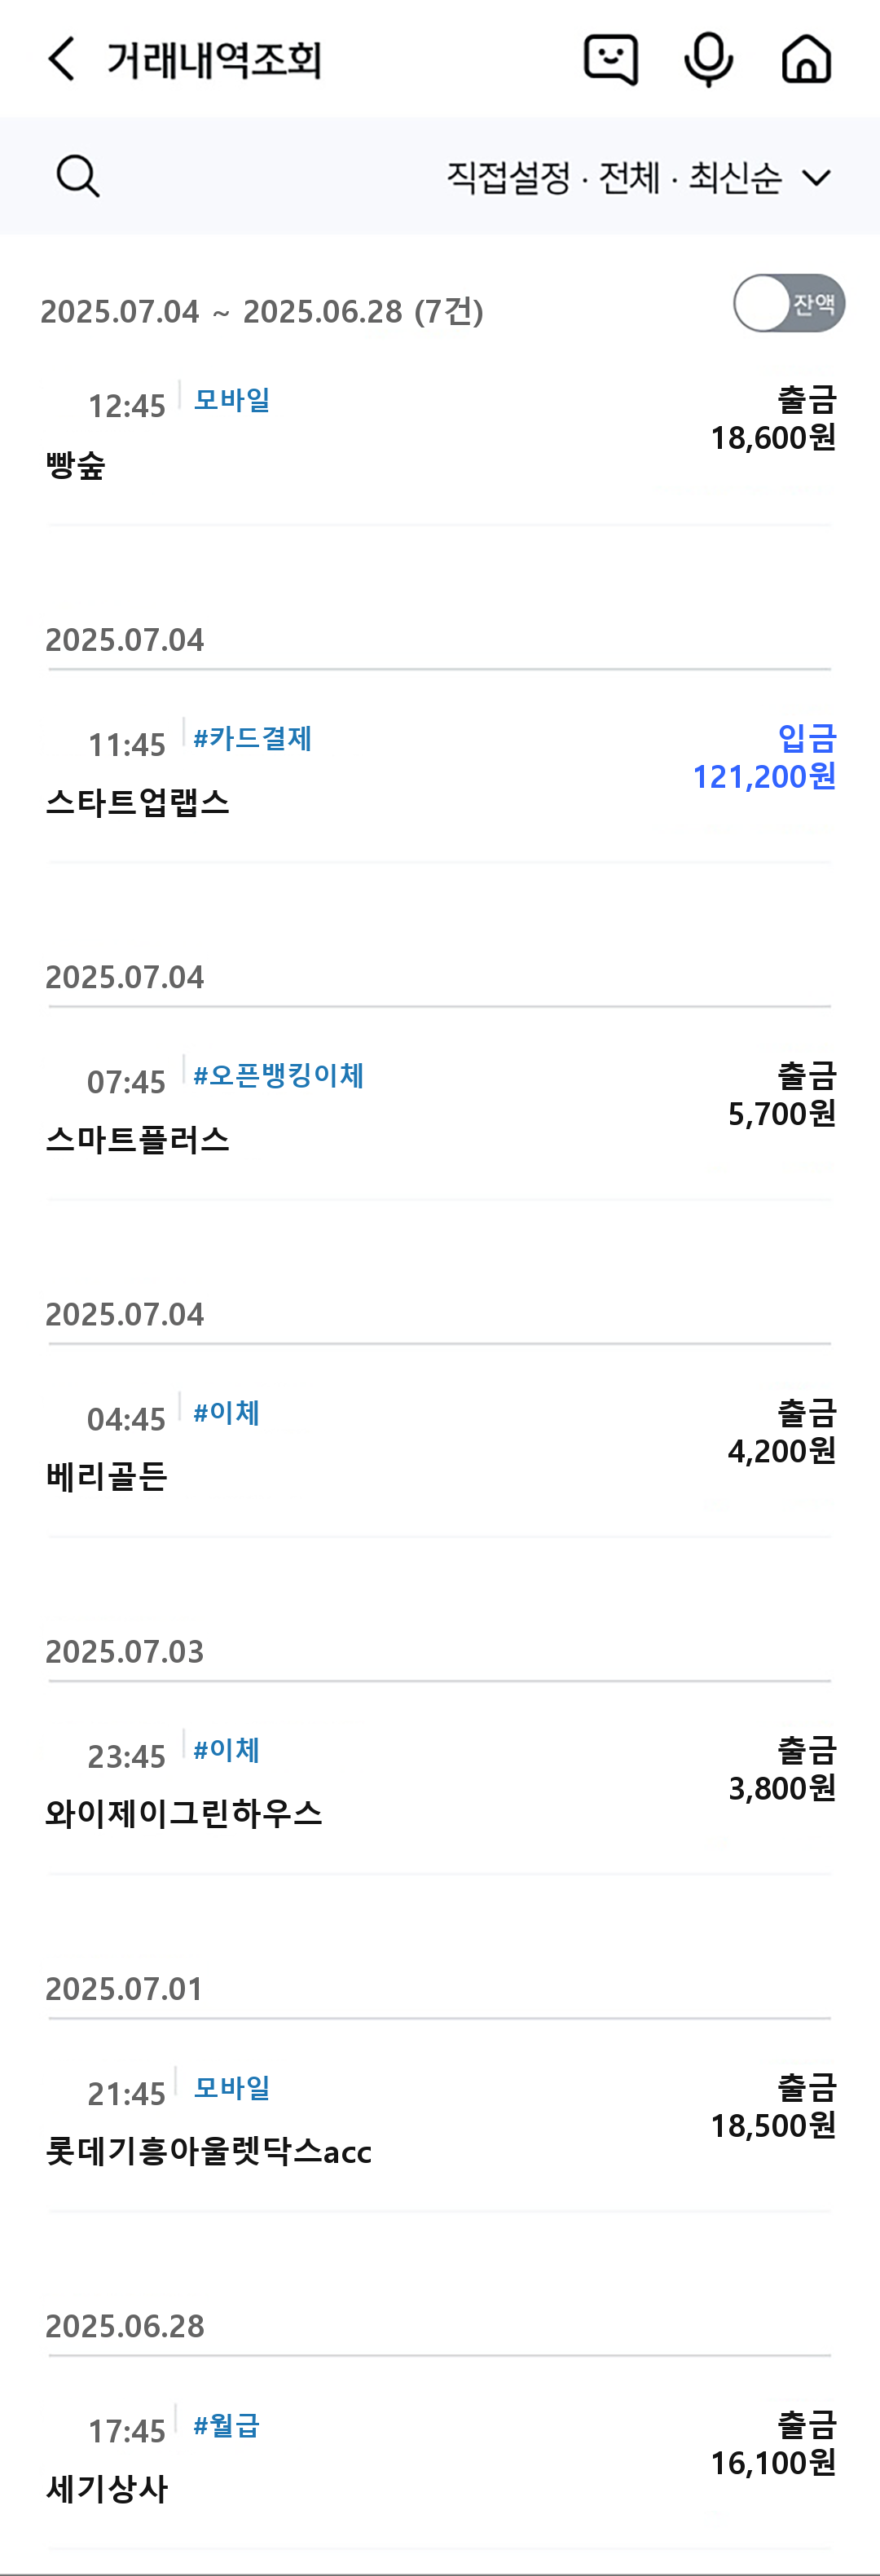 거래내역조회
직접설정 · 전체 · 최신순
2025.07.04 ~ 2025.06.28 (7건)
잔액
12:45 모바일
출금
18,600원
빵숲
2025.07.04
11:45 #카드결제
입금
121,200원
스타트업랩스
2025.07.04
07:45 #오픈뱅킹이체
출금
5,700원
스마트플러스
2025.07.04
04:45 #이체
출금
4,200원
베리골든
2025.07.03
23:45 #이체
출금
3,800원
와이제이그린하우스
2025.07.01
21:45 모바일
출금
18,500원
롯데기흥아울렛닥스acc
2025.06.28
17:45 #월급
출금
16,100원
세기상사